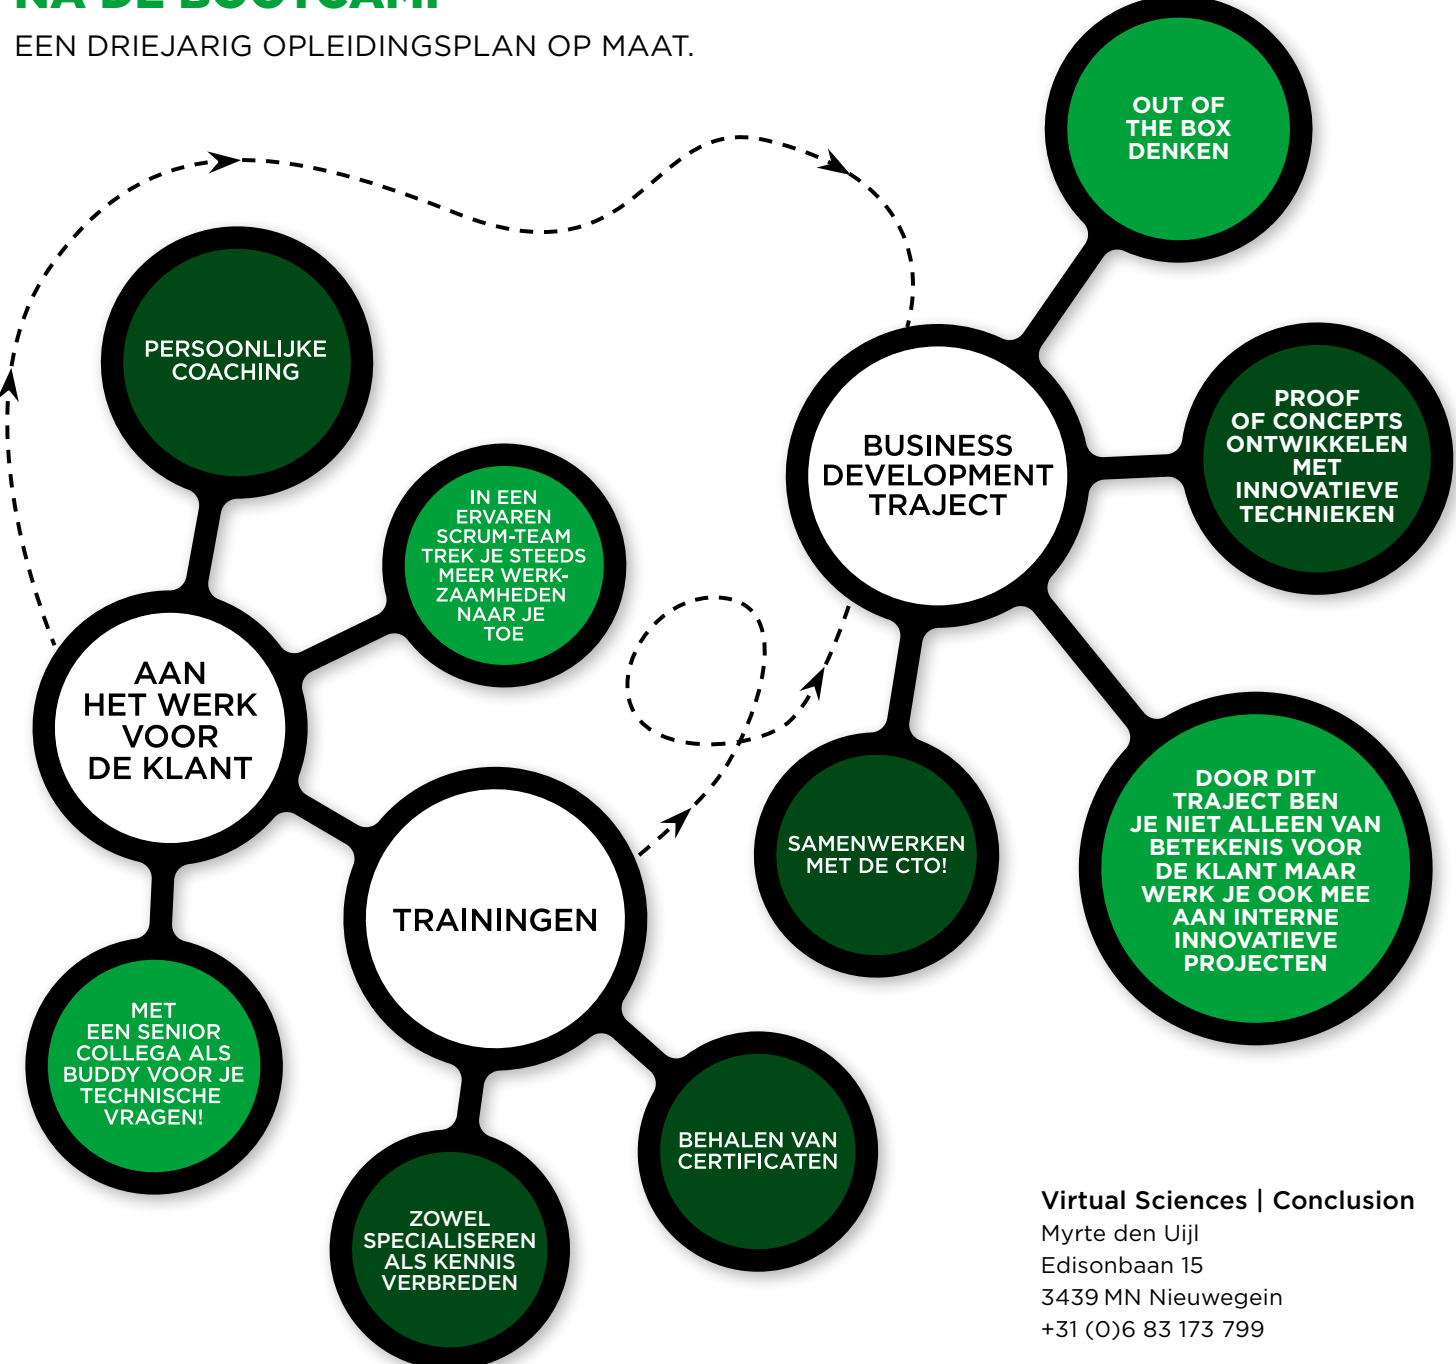 NA DE BOOTCAMP
EEN DRIEJARIG OPLEIDINGSPLAN OP MAAT.
OUT OF
THE BOX
DENKEN
PERSOONLIJKE
COACHING
PROOF
OF CONCEPTS
ONTWIKKELEN
MET
INNOVATIEVE
TECHNIEKEN
BUSINESS
DEVELOPMENT
TRAJECT
IN EEN
ERVAREN
SCRUM-TEAM
TREK JE STEEDS
MEER WERK-
ZAAMHEDEN
NAAR JE
TOE
AAN
HET WERK
VOOR
DE KLANT
DOOR DIT
TRAJECT BEN
JE NIET ALLEEN VAN
BETEKENIS VOOR
DE KLANT MAAR
WERK JE OOK MEE
AAN INTERNE
INNOVATIEVE
PROJECTEN
SAMENWERKEN
MET DE CTO!
TRAININGEN
MET
EEN SENIOR
COLLEGA ALS
BUDDY VOOR JE
TECHNISCHE
VRAGEN!
BEHALEN VAN
CERTIFICATEN
ZOWEL
SPECIALISEREN
ALS KENNIS
VERBREDEN
Virtual Sciences | Conclusion
Myrte den Uijl
Edisonbaan 15
3439 MN Nieuwegein
+31 (0)6 83 173 799